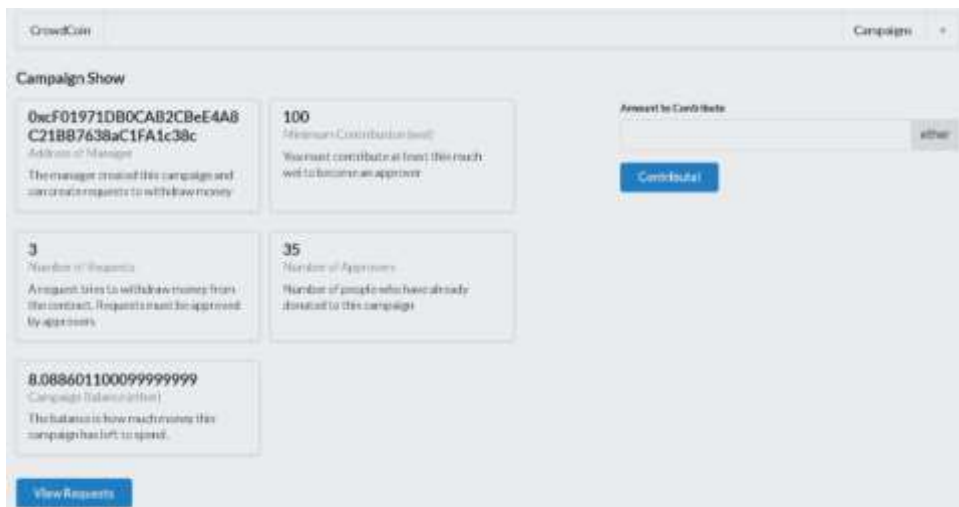 CrowdCoin
Campaigns +
Campaign Show
0xcF01971DB0CAB2CBeE4A8
C21BB7638aC1FA1c38c
Address of Manager
The manager created this campaign and
can create requests to withdraw money
100
Minimum Contribution (wei)
You must contribute at least this much
wei to become an approver
Amount to Contribute
ether
Contribute!
3
Number of Requests
A request tries to withdraw money from
the contract. Requests must be approved
by approvers
35
Number of Approvers
Number of people who have already
donated to this campaign
8.088601100099999999
Campaign Balance (ether)
The balance is how much money this
campaign has left to spend.
View Requests